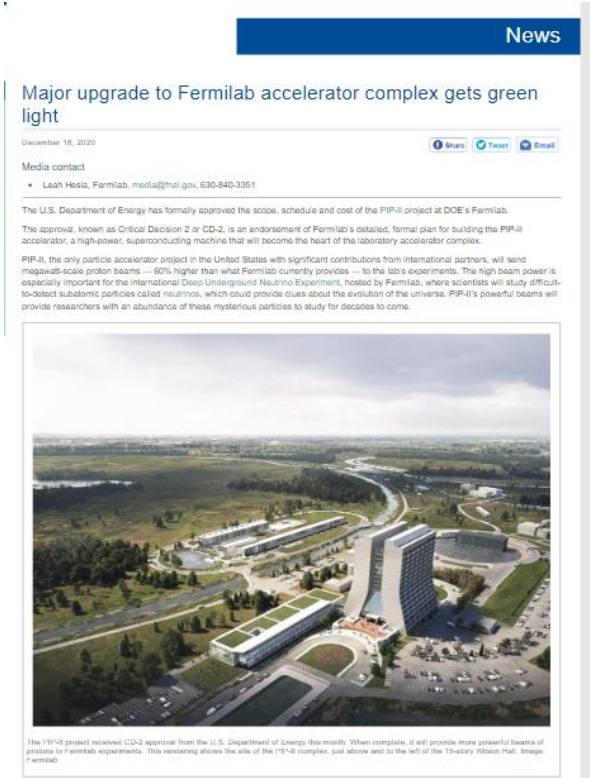 News
Major upgrade to Fermilab accelerator complex gets green
light
December 16, 2020
Share
Tweet
Email
Media contact
Leah Hesla, Fermilab, media@fnal.gov, 630-840-3351
The U.S. Department of Energy has formally approved the scope, schedule and cost of the PIP-II project at DOE's Fermilab.
The approval, known as Critical Decision 2 or CD-2, is an endorsement of Fermilab's detailed, formal plan for building the PIP-II
accelerator, a high-power, superconducting machine that will become the heart of the laboratory accelerator complex.
PIP-II, the only particle accelerator project in the United States with significant contributions from international partners, will send
megawatt-scale proton beams — 60% higher than what Fermilab currently provides — to the lab's experiments. The high beam power is
especially important for the international Deep Underground Neutrino Experiment, hosted by Fermilab, where scientists will study difficult-
to-detect subatomic particles called neutrinos, which could provide clues about the evolution of the universe. PIP-II's powerful beams will
provide researchers with an abundance of these mysterious particles to study for decades to come.
The PIP-II project received CD-2 approval from the U.S. Department of Energy this month. When complete, it will provide more powerful beams of
protons to Fermilab experiments. This rendering shows the site of the PIP-II complex, just above and to the left of the 15-story Wilson Hall. Image:
Fermilab